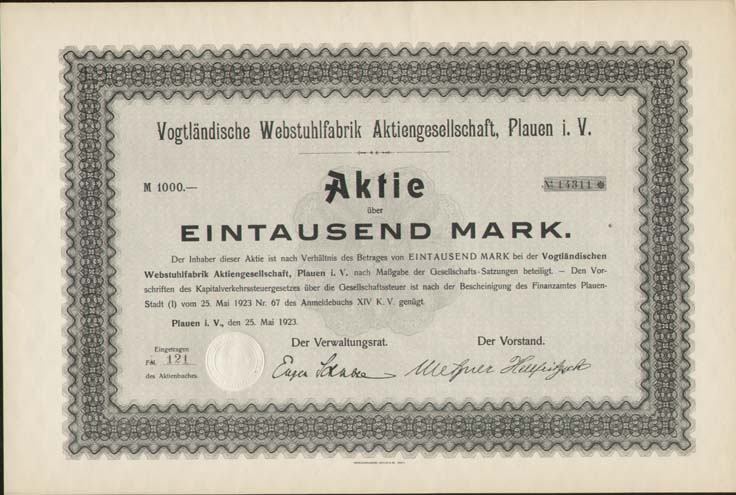 Vogtländische Webstuhlfabrik Aktiengesellschaft, Plauen i. V.
M 1000.— Aktie № 14311
über
EINTAUSEND MARK.
Der Inhaber dieser Aktie ist nach Verhältnis des Betrages von EINTAUSEND MARK bei der Vogtländischen
Webstuhlfabrik Aktiengesellschaft, Plauen i. V. nach Maßgabe der Gesellschafts-Satzungen beteiligt. – Den Vor-
schriften des Kapitalverkehrssteuergesetzes über die Gesellschaftssteuer ist nach der Bescheinigung des Finanzamtes Plauen-
Stadt (I) vom 25. Mai 1923 Nr. 67 des Anmeldebuchs XIV K. V. genügt.
Plauen i. V., den 25. Mai 1923.
Der Verwaltungsrat. Der Vorstand.
Eingetragen
Fol. 121
des Aktienbuches.
Eugen